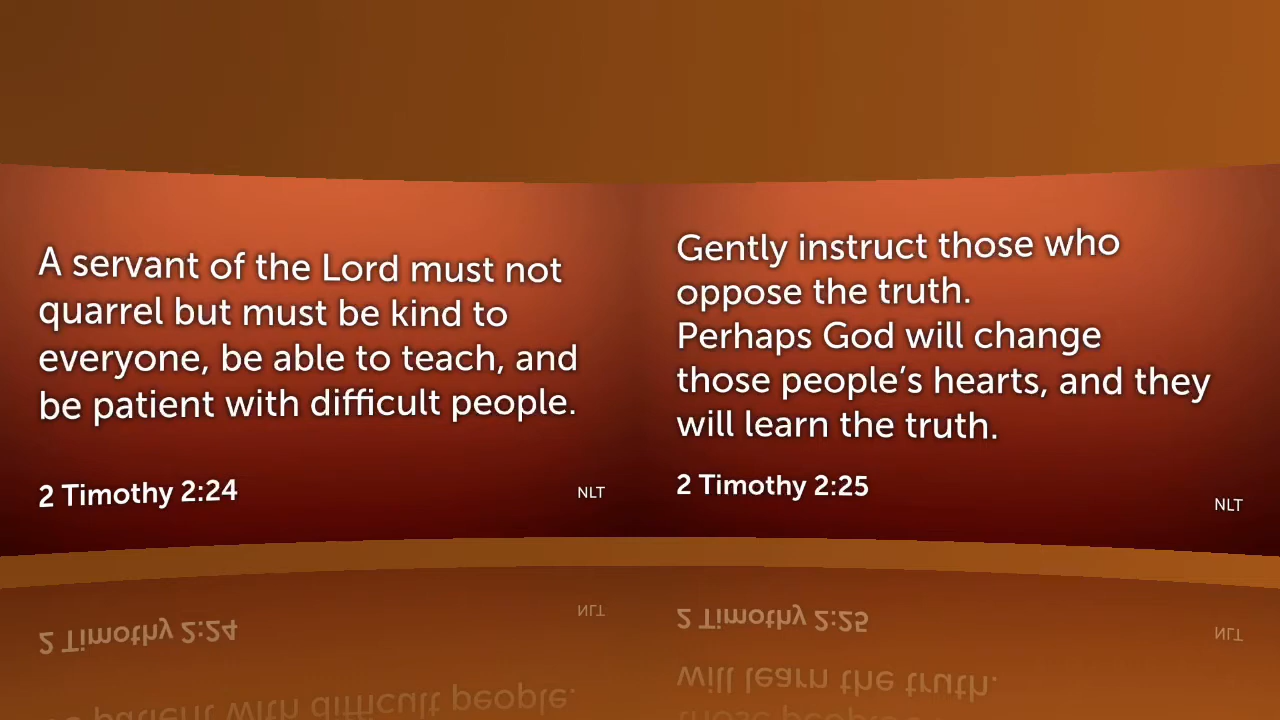 A servant of the Lord must not
quarrel but must be kind to
everyone, be able to teach, and
be patient with difficult people.
2 Timothy 2:24
NLT
Gently instruct those who
oppose the truth.
Perhaps God will change
those people’s hearts, and they
will learn the truth.
2 Timothy 2:25
NLT